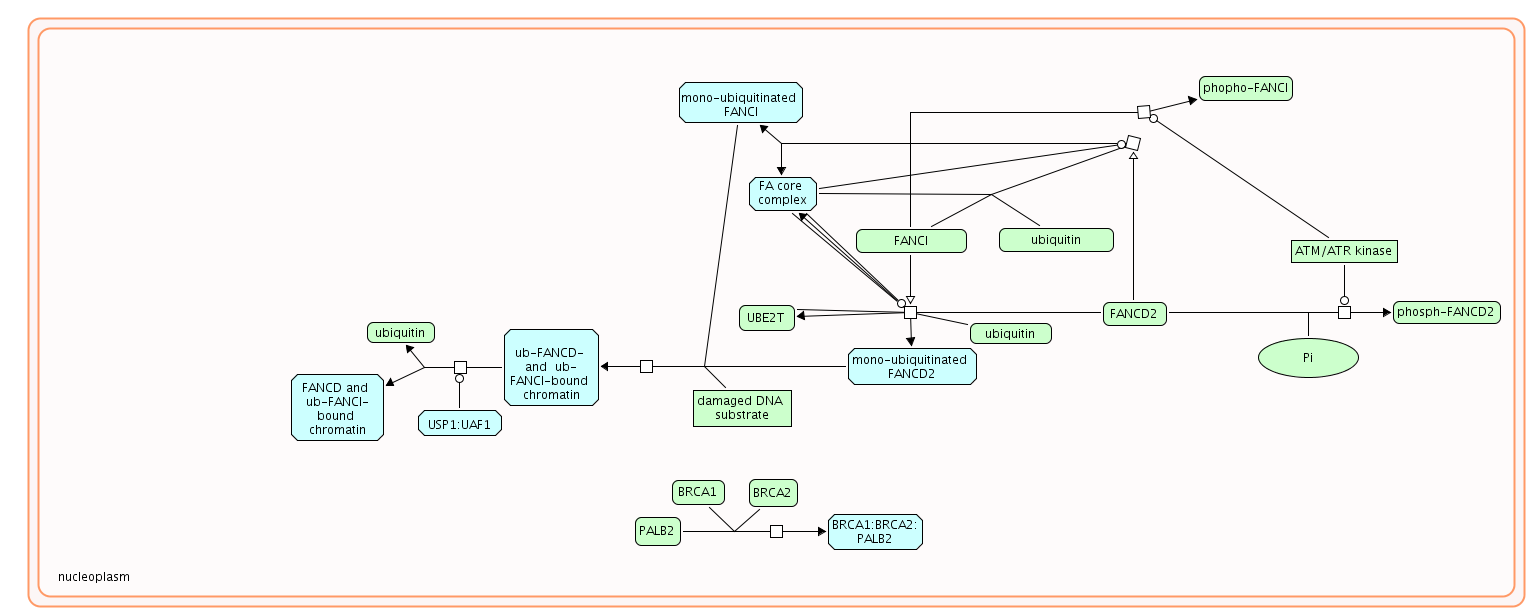 phopho-FANCI
mono-ubiquitinated
FANCI
FA core
complex
FANCI
ubiquitin
ATM/ATR kinase
UBE2T
FANCD2
phosph-FANCD2
ubiquitin
ubiquitin
ub-FANCD-
and ub-
FANCI-bound
chromatin
mono-ubiquitinated
FANCD2
Pi
FANCD and
ub-FANCI-
bound
chromatin
USP1:UAF1
damaged DNA
substrate
BRCA1
BRCA2
PALB2
BRCA1:BRCA2:
PALB2
nucleoplasm